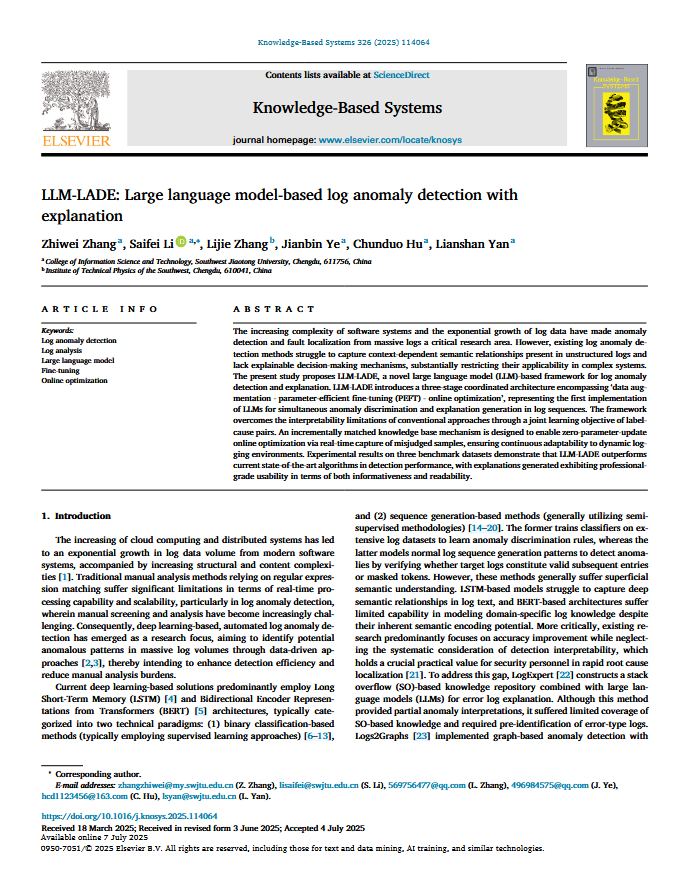 Knowledge-Based Systems 326 (2025) 114064
Contents lists available at ScienceDirect
Knowledge-Based Systems
journal homepage: www.elsevier.com/locate/knosys
ELSEVIER
LLM-LADE: Large language model-based log anomaly detection with
explanation
Zhiwei Zhang a, Saifei Li a,*, Lijie Zhang b, Jianbin Ye a, Chunduo Hu a, Lianshan Yan a
a College of Information Science and Technology, Southwest Jiaotong University, Chengdu, 611756, China
b Institute of Technical Physics of the Southwest, Chengdu, 610041, China
ARTICLE INFO
Keywords:
Log anomaly detection
Log analysis
Large language model
Fine-tuning
Online optimization
ABSTRACT
The increasing complexity of software systems and the exponential growth of log data have made anomaly
detection and fault localization from massive logs a critical research area. However, existing log anomaly de-
tection methods struggle to capture context-dependent semantic relationships present in unstructured logs and
lack explainable decision-making mechanisms, substantially restricting their applicability in complex systems.
The present study proposes LLM-LADE, a novel large language model (LLM)-based framework for log anomaly
detection and explanation. LLM-LADE introduces a three-stage coordinated architecture encompassing 'data aug-
mentation - parameter-efficient fine-tuning (PEFT) - online optimization', representing the first implementation
of LLMs for simultaneous anomaly discrimination and explanation generation in log sequences. The framework
overcomes the interpretability limitations of conventional approaches through a joint learning objective of label-
cause pairs. An incrementally matched knowledge base mechanism is designed to enable zero-parameter-update
online optimization via real-time capture of misjudged samples, ensuring continuous adaptability to dynamic log-
ging environments. Experimental results on three benchmark datasets demonstrate that LLM-LADE outperforms
current state-of-the-art algorithms in detection performance, with explanations generated exhibiting professional-
grade usability in terms of both informativeness and readability.
1. Introduction
The increasing of cloud computing and distributed systems has led
to an exponential growth in log data volume from modern software
systems, accompanied by increasing structural and content complexi-
ties [1]. Traditional manual analysis methods relying on regular expres-
sion matching suffer significant limitations in terms of real-time pro-
cessing capability and scalability, particularly in log anomaly detection,
wherein manual screening and analysis have become increasingly chal-
lenging. Consequently, deep learning-based, automated log anomaly de-
tection has emerged as a research focus, aiming to identify potential
anomalous patterns in massive log volumes through data-driven ap-
proaches [2,3], thereby intending to enhance detection efficiency and
reduce manual analysis burdens.
Current deep learning-based solutions predominantly employ Long
Short-Term Memory (LSTM) [4] and Bidirectional Encoder Represen-
tations from Transformers (BERT) [5] architectures, typically cate-
gorized into two technical paradigms: (1) binary classification-based
methods (typically employing supervised learning approaches) [6–13],
and (2) sequence generation-based methods (generally utilizing semi-
supervised methodologies) [14–20]. The former trains classifiers on ex-
tensive log datasets to learn anomaly discrimination rules, whereas the
latter models normal log sequence generation patterns to detect anoma-
lies by verifying whether target logs constitute valid subsequent entries
or masked tokens. However, these methods generally suffer superficial
semantic understanding. LSTM-based models struggle to capture deep
semantic relationships in log text, and BERT-based architectures suffer
limited capability in modeling domain-specific log knowledge despite
their inherent semantic encoding potential. More critically, existing re-
search predominantly focuses on accuracy improvement while neglect-
ing the systematic consideration of detection interpretability, which
holds a crucial practical value for security personnel in rapid root cause
localization [21]. To address this gap, LogExpert [22] constructs a stack
overflow (SO)-based knowledge repository combined with large lan-
guage models (LLMs) for error log explanation. Although this method
provided partial anomaly interpretations, it suffered limited coverage of
SO-based knowledge and required pre-identification of error-type logs.
Logs2Graphs [23] implemented graph-based anomaly detection with
* Corresponding author.
E-mail addresses: zhangzhiwei@my.swjtu.edu.cn (Z. Zhang), lisaifei@swjtu.edu.cn (S. Li), 569756477@qq.com (L. Zhang), 496984575@qq.com (J. Ye),
hcd1123456@163.com (C. Hu), lsyan@swjtu.edu.cn (L. Yan).
https://doi.org/10.1016/j.knosys.2025.114064
Received 18 March 2025; Received in revised form 3 June 2025; Accepted 4 July 2025
Available online 7 July 2025
0950-7051/© 2025 Elsevier B.V. All rights are reserved, including those for text and data mining, AI training, and similar technologies.